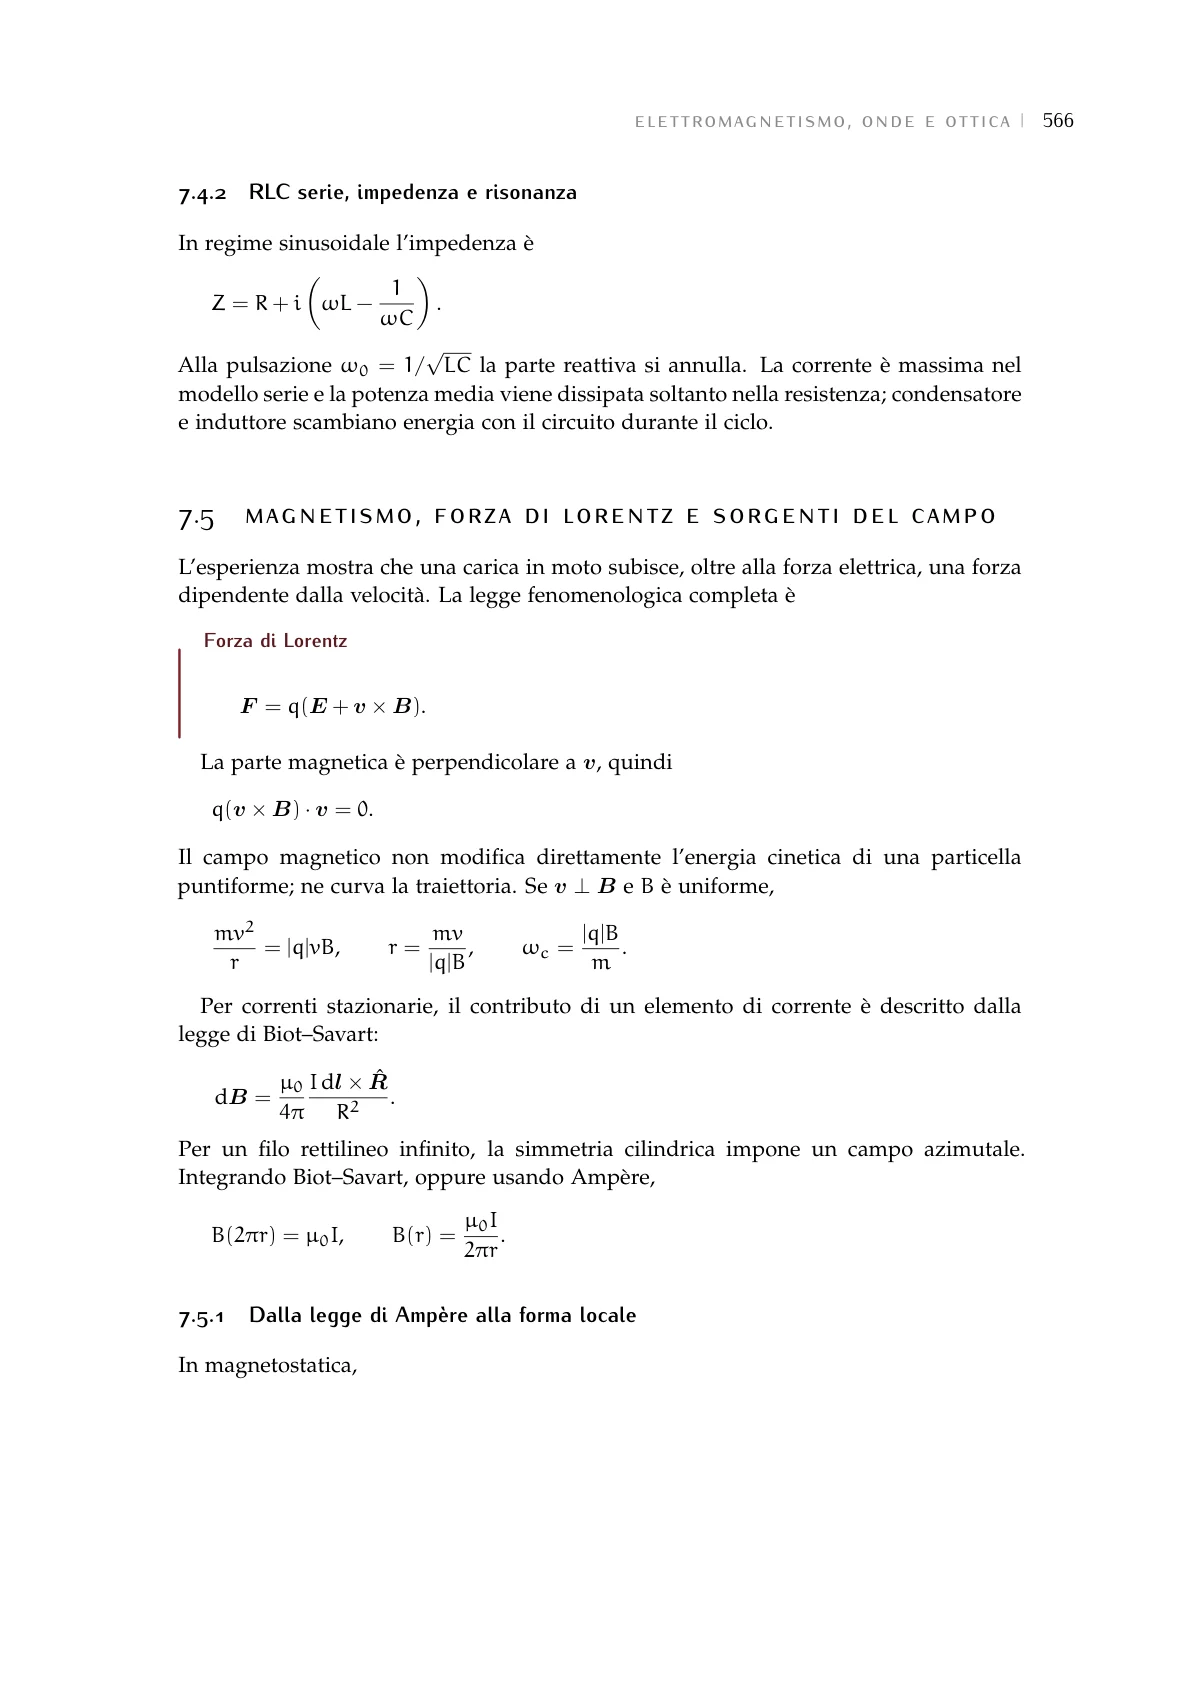 ELETTROMAGNETISMO, ONDE E OTTICA | 566
7.4.2 RLC serie, impedenza e risonanza
In regime sinusoidale l'impedenza è
Z = R + i ( ωL − 1/ωC ) .
Alla pulsazione ω₀ = 1/√LC la parte reattiva si annulla. La corrente è massima nel
modello serie e la potenza media viene dissipata soltanto nella resistenza; condensatore
e induttore scambiano energia con il circuito durante il ciclo.
7.5 MAGNETISMO, FORZA DI LORENTZ E SORGENTI DEL CAMPO
L'esperienza mostra che una carica in moto subisce, oltre alla forza elettrica, una forza
dipendente dalla velocità. La legge fenomenologica completa è
Forza di Lorentz
F = q(E + v × B).
La parte magnetica è perpendicolare a v, quindi
q(v × B) · v = 0.
Il campo magnetico non modifica direttamente l'energia cinetica di una particella
puntiforme; ne curva la traiettoria. Se v ⊥ B e B è uniforme,
mv²/r = |q|vB, r = mv/|q|B, ω_c = |q|B/m.
Per correnti stazionarie, il contributo di un elemento di corrente è descritto dalla
legge di Biot–Savart:
dB = μ₀/4π I dl × R̂/R².
Per un filo rettilineo infinito, la simmetria cilindrica impone un campo azimutale.
Integrando Biot–Savart, oppure usando Ampère,
B(2πr) = μ₀I, B(r) = μ₀I/2πr.
7.5.1 Dalla legge di Ampère alla forma locale
In magnetostatica,